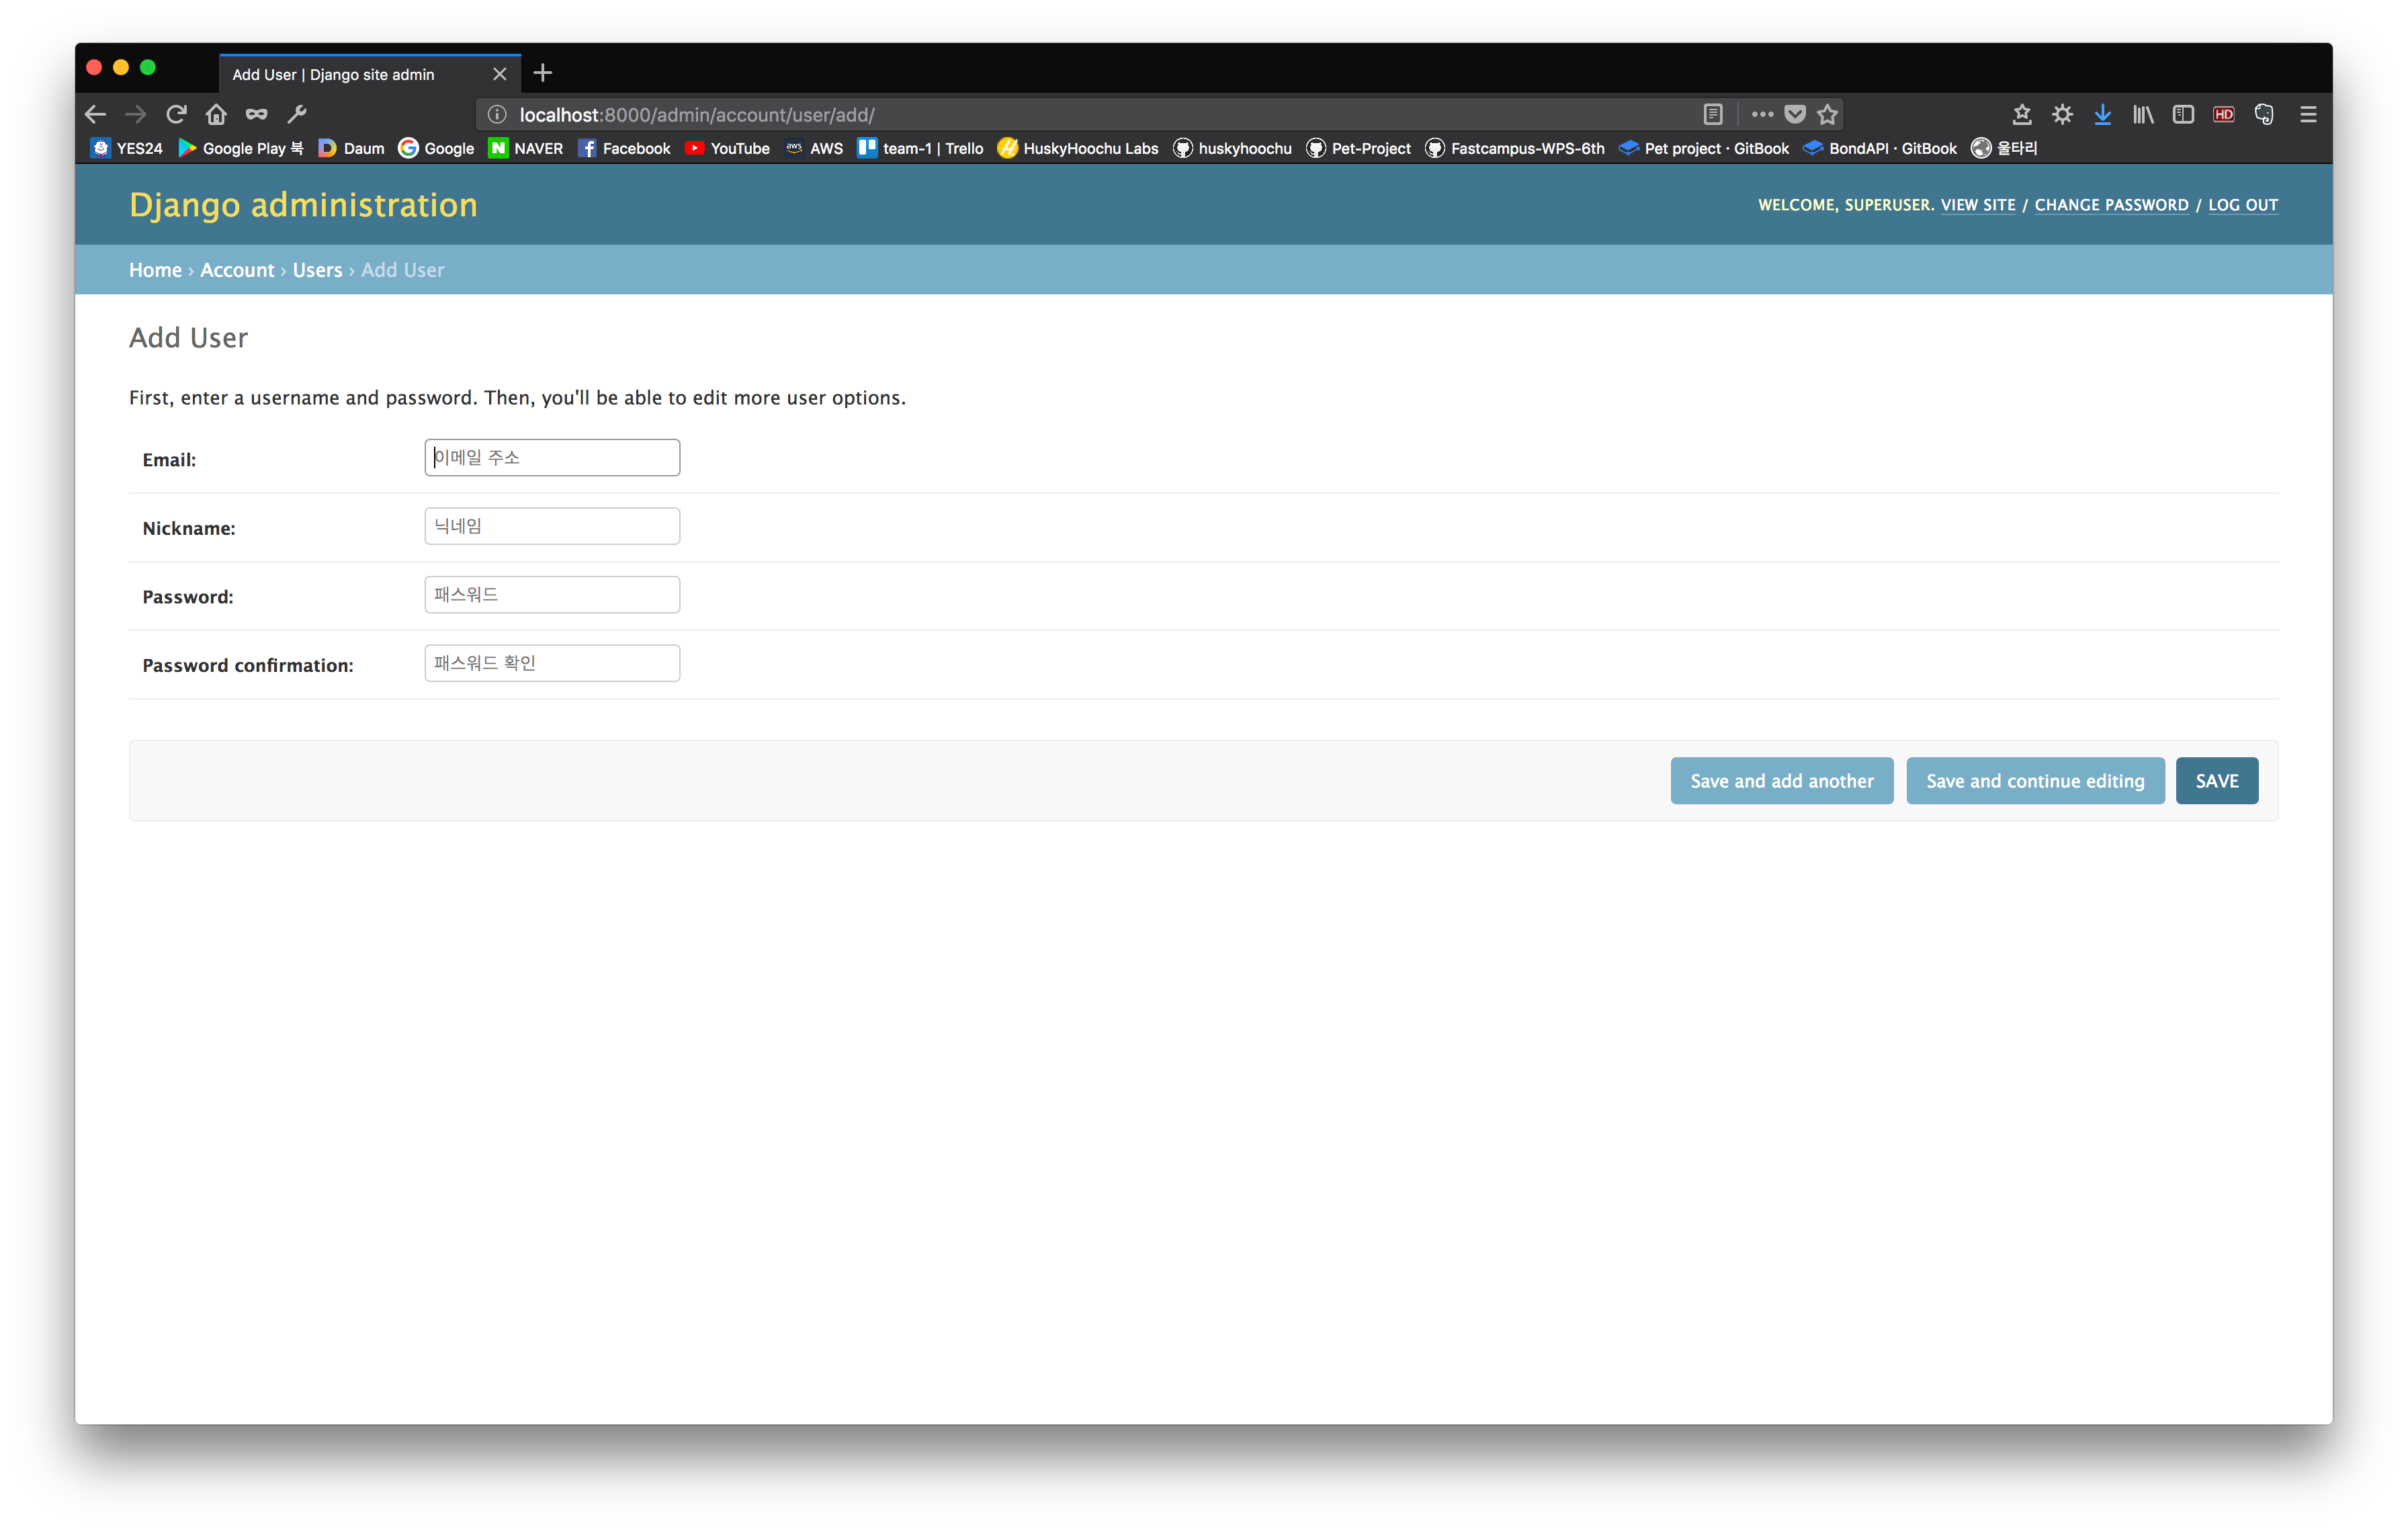 Add User | Django site admin
localhost:8000/admin/account/user/add/
HD
YES24 Google Play 북 Daum Google NAVER Facebook YouTube aws AWS team-1 | Trello HuskyHoochu Labs huskyhoochu Pet-Project Fastcampus-WPS-6th Pet project · GitBook BondAPI · GitBook 울타리
Django administration
WELCOME, SUPERUSER. VIEW SITE / CHANGE PASSWORD / LOG OUT
Home › Account › Users › Add User
Add User
First, enter a username and password. Then, you'll be able to edit more user options.
Email: 이메일 주소
Nickname: 닉네임
Password: 패스워드
Password confirmation: 패스워드 확인
Save and add another Save and continue editing SAVE